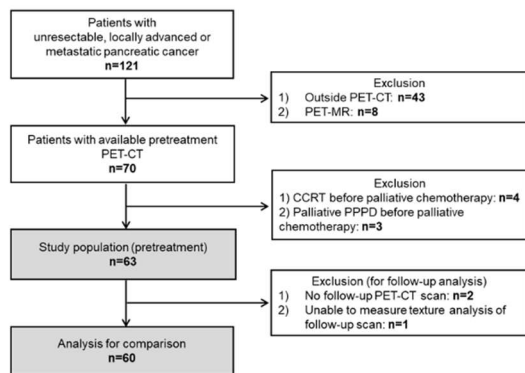 Patients with
unresectable, locally advanced or
metastatic pancreatic cancer
n=121
Exclusion
1) Outside PET-CT: n=43
2) PET-MR: n=8
Patients with available pretreatment
PET-CT
n=70
Exclusion
1) CCRT before palliative chemotherapy: n=4
2) Palliative PPPD before palliative
chemotherapy: n=3
Study population (pretreatment)
n=63
Exclusion (for follow-up analysis)
1) No follow-up PET-CT scan: n=2
2) Unable to measure texture analysis of
follow-up scan: n=1
Analysis for comparison
n=60